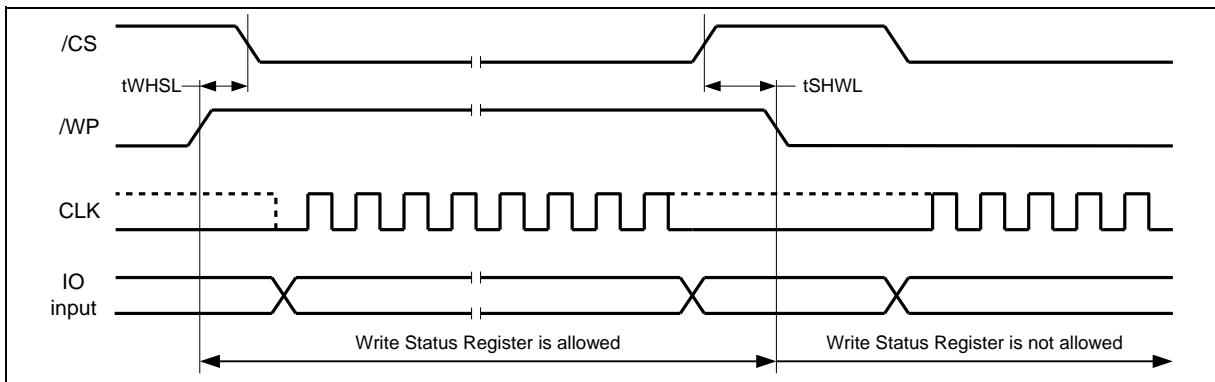 /CS
tWHSL
tSHWL
/WP
CLK
IO
input
Write Status Register is allowed
Write Status Register is not allowed